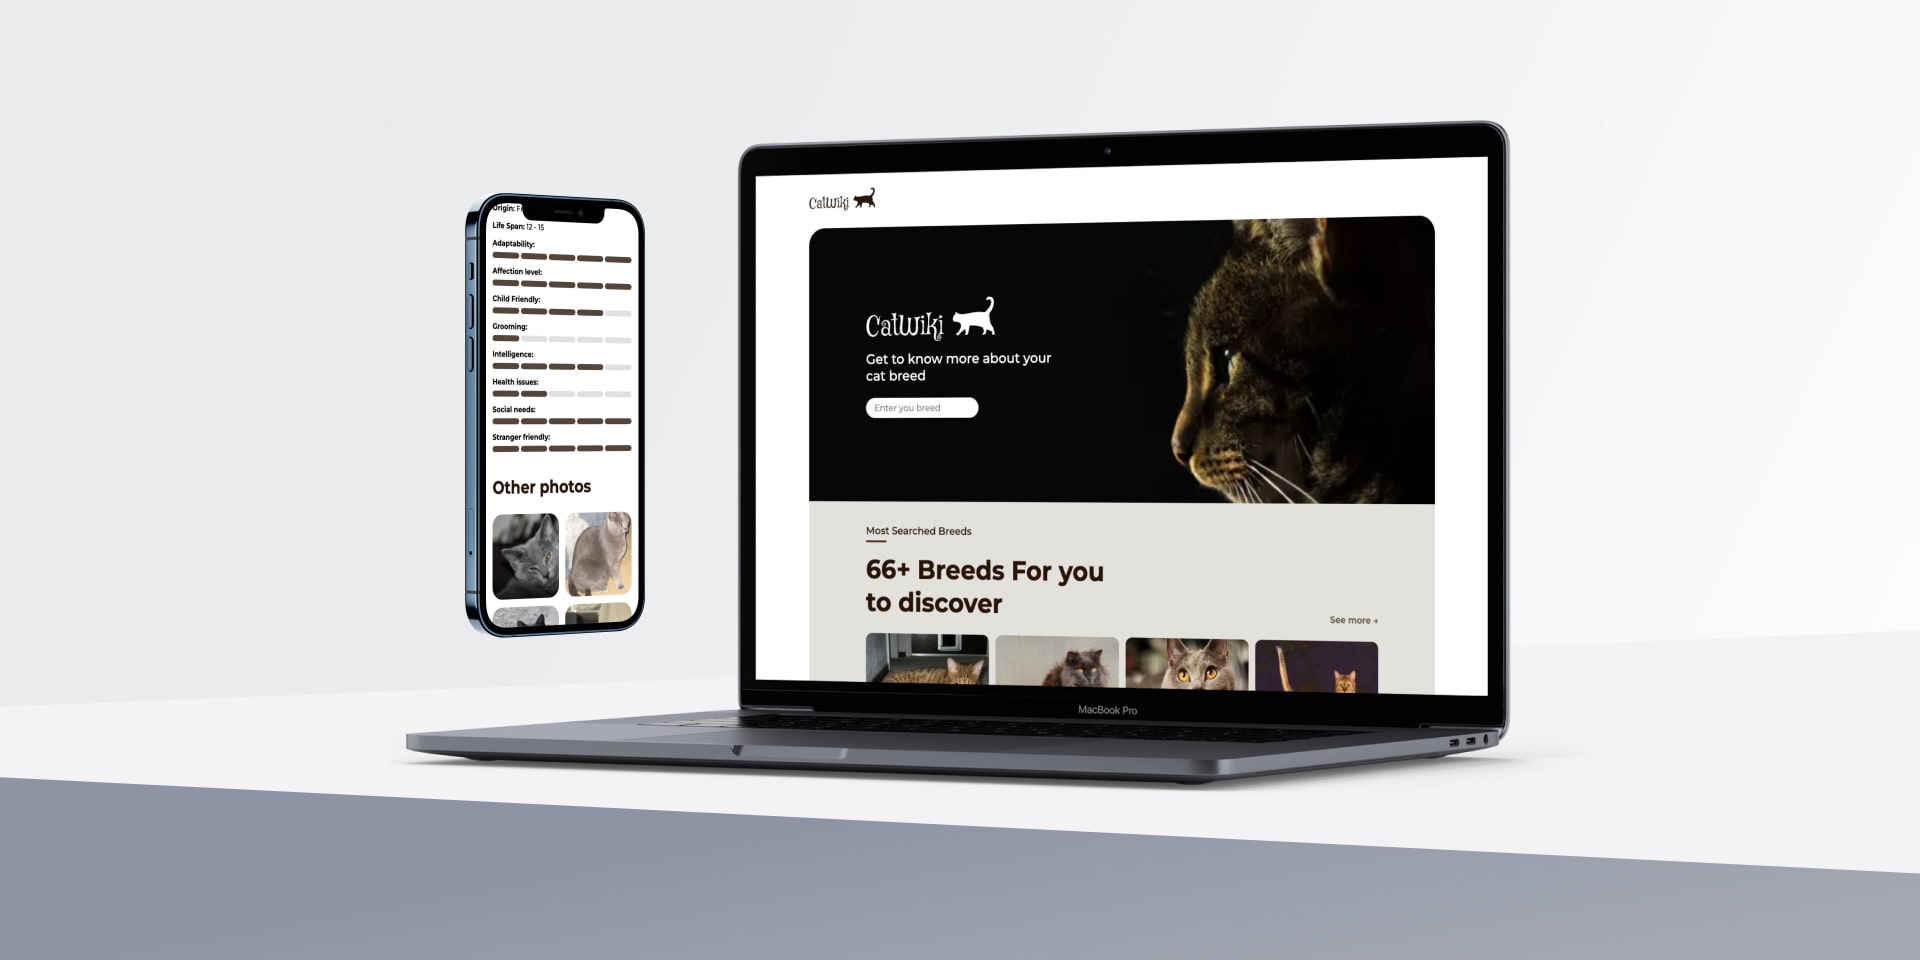 Origin: Fr
Life Span: 12 - 15
Adaptability:
Affection level:
Child Friendly:
Grooming:
Intelligence:
Health issues:
Social needs:
Stranger friendly:
Other photos
CatWiki
CatWiki
Get to know more about your
cat breed
Enter you breed
Most Searched Breeds
66+ Breeds For you
to discover
See more →
MacBook Pro